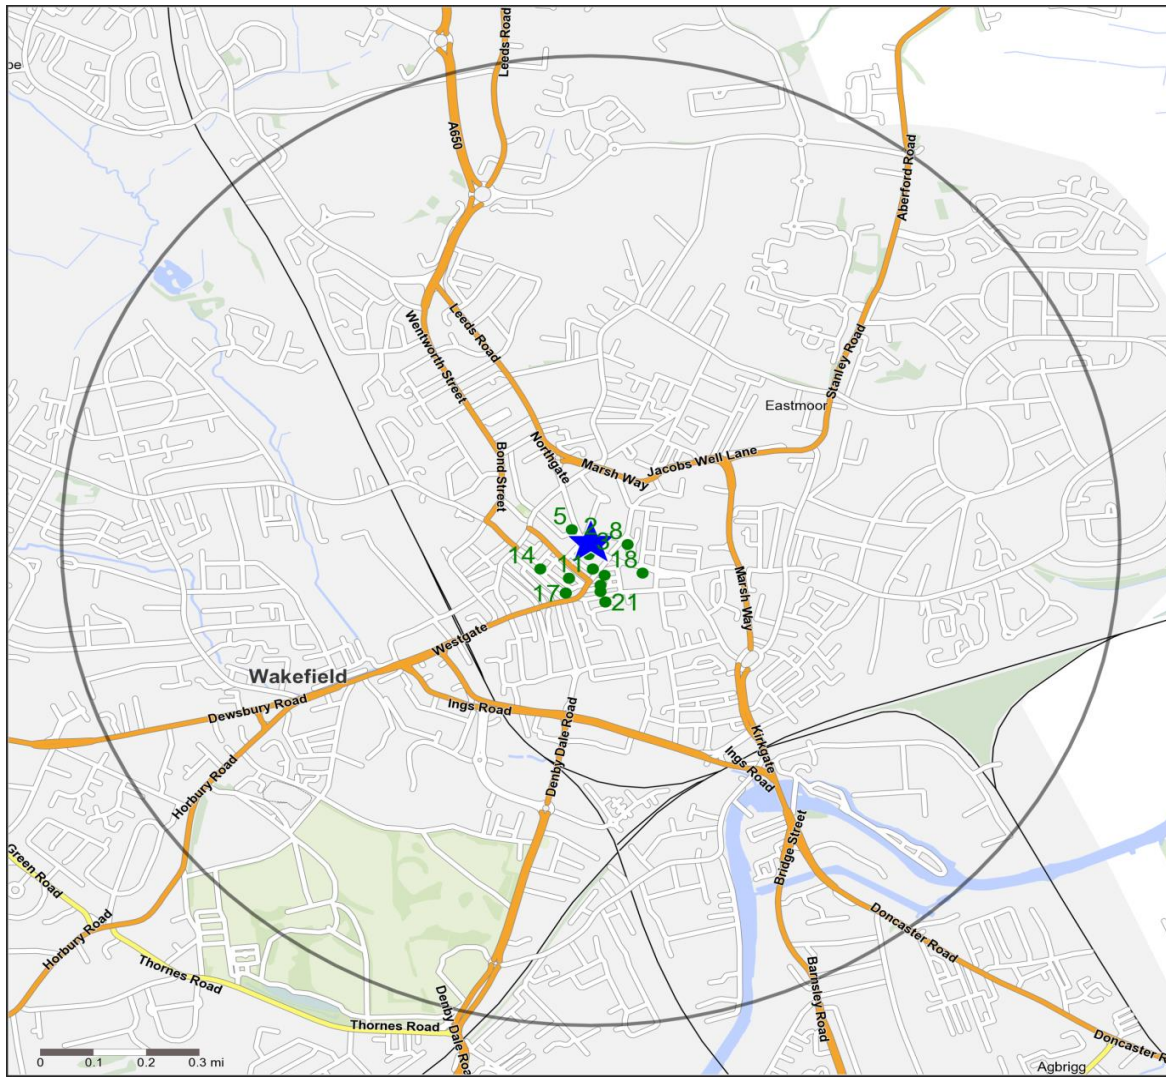 Leeds Road
pe
A650
Aberford Road
Wentworth Street
Leeds Road
Stanley Road
Eastmoor
Northgate
Bond Street
Marsh Way
Jacobs Well Lane
5
8
14
11
18
17
21
Marsh Way
Westgate
Wakefield
Dewsbury Road
Ings Road
Denby Dale Road
Kirkgate
Ings Road
Horbury Road
Bridge Street
Green Road
Doncaster Road
Horbury Road
Thornes Road
Barnsley Road
Denby Dale Roa
Thornes Road
Doncaster R
0 0.1 0.2 0.3 mi
Agbrigg